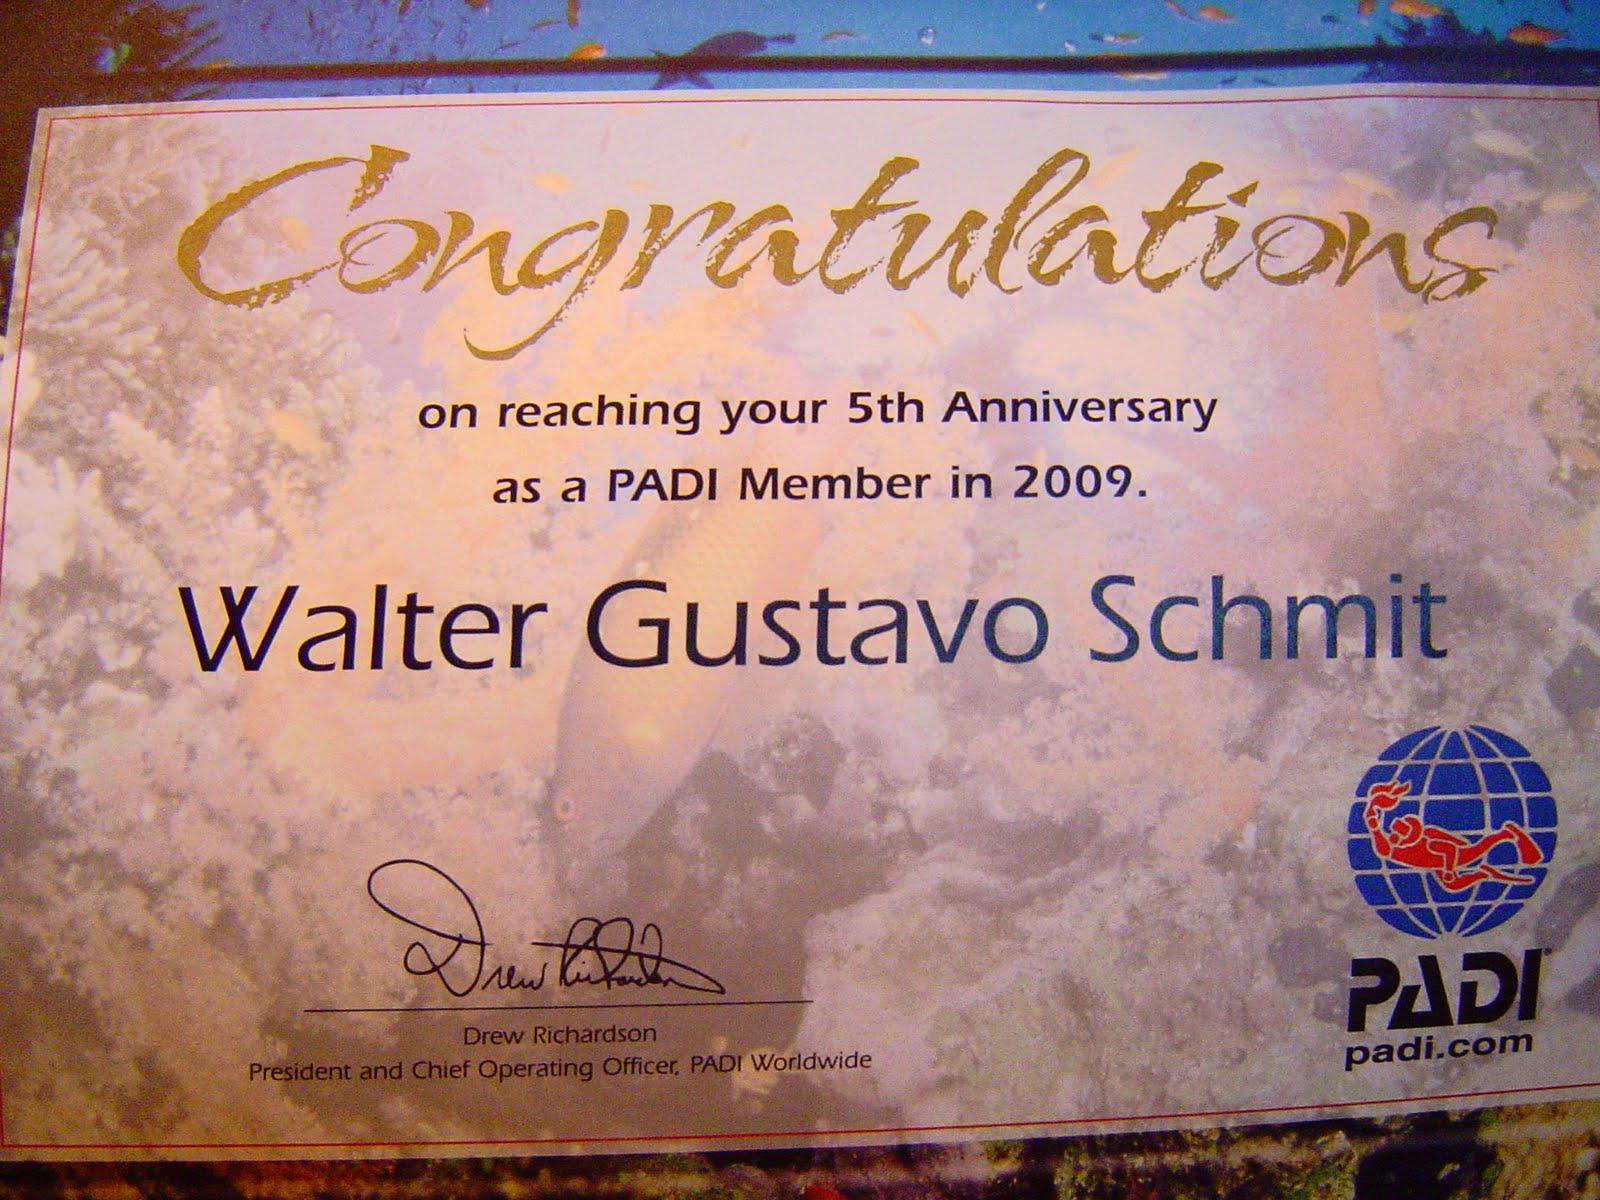 Congratulations
on reaching your 5th Anniversary
as a PADI Member in 2009.
Walter Gustavo Schmit
Drew Richardson
Drew Richardson
President and Chief Operating Officer, PADI Worldwide
PADI®
padi.com